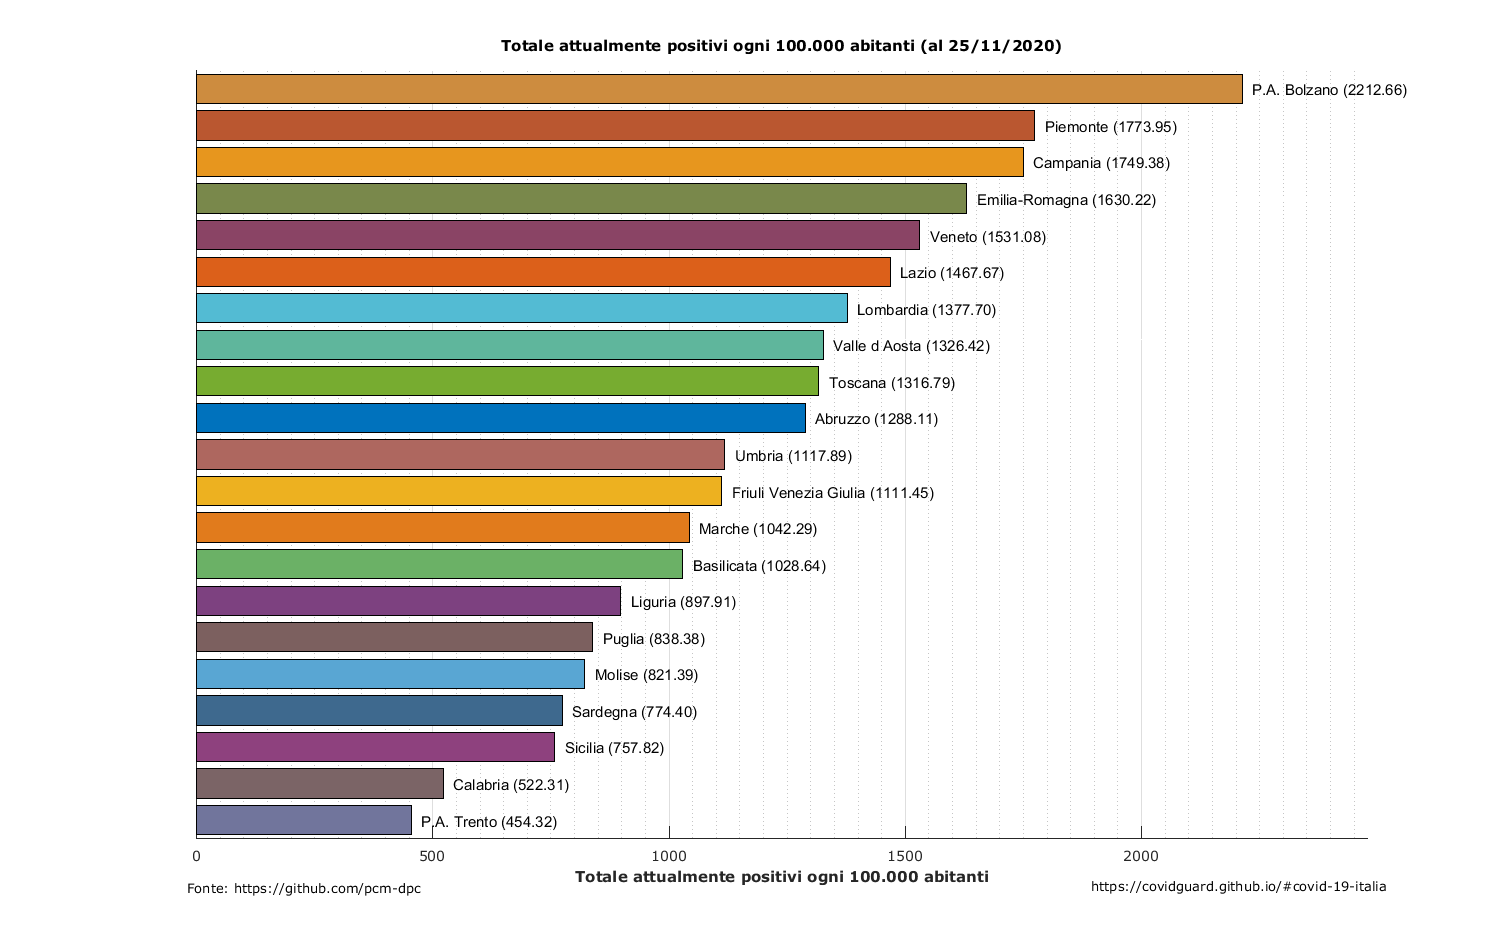 Totale attualmente positivi ogni 100.000 abitanti (al 25/11/2020)
P.A. Bolzano (2212.66)
Piemonte (1773.95)
Campania (1749.38)
Emilia-Romagna (1630.22)
Veneto (1531.08)
Lazio (1467.67)
Lombardia (1377.70)
Valle d Aosta (1326.42)
Toscana (1316.79)
Abruzzo (1288.11)
Umbria (1117.89)
Friuli Venezia Giulia (1111.45)
Marche (1042.29)
Basilicata (1028.64)
Liguria (897.91)
Puglia (838.38)
Molise (821.39)
Sardegna (774.40)
Sicilia (757.82)
Calabria (522.31)
P.A. Trento (454.32)
0 500 1000 1500 2000
Totale attualmente positivi ogni 100.000 abitanti
Fonte: https://github.com/pcm-dpc
https://covidguard.github.io/#covid-19-italia